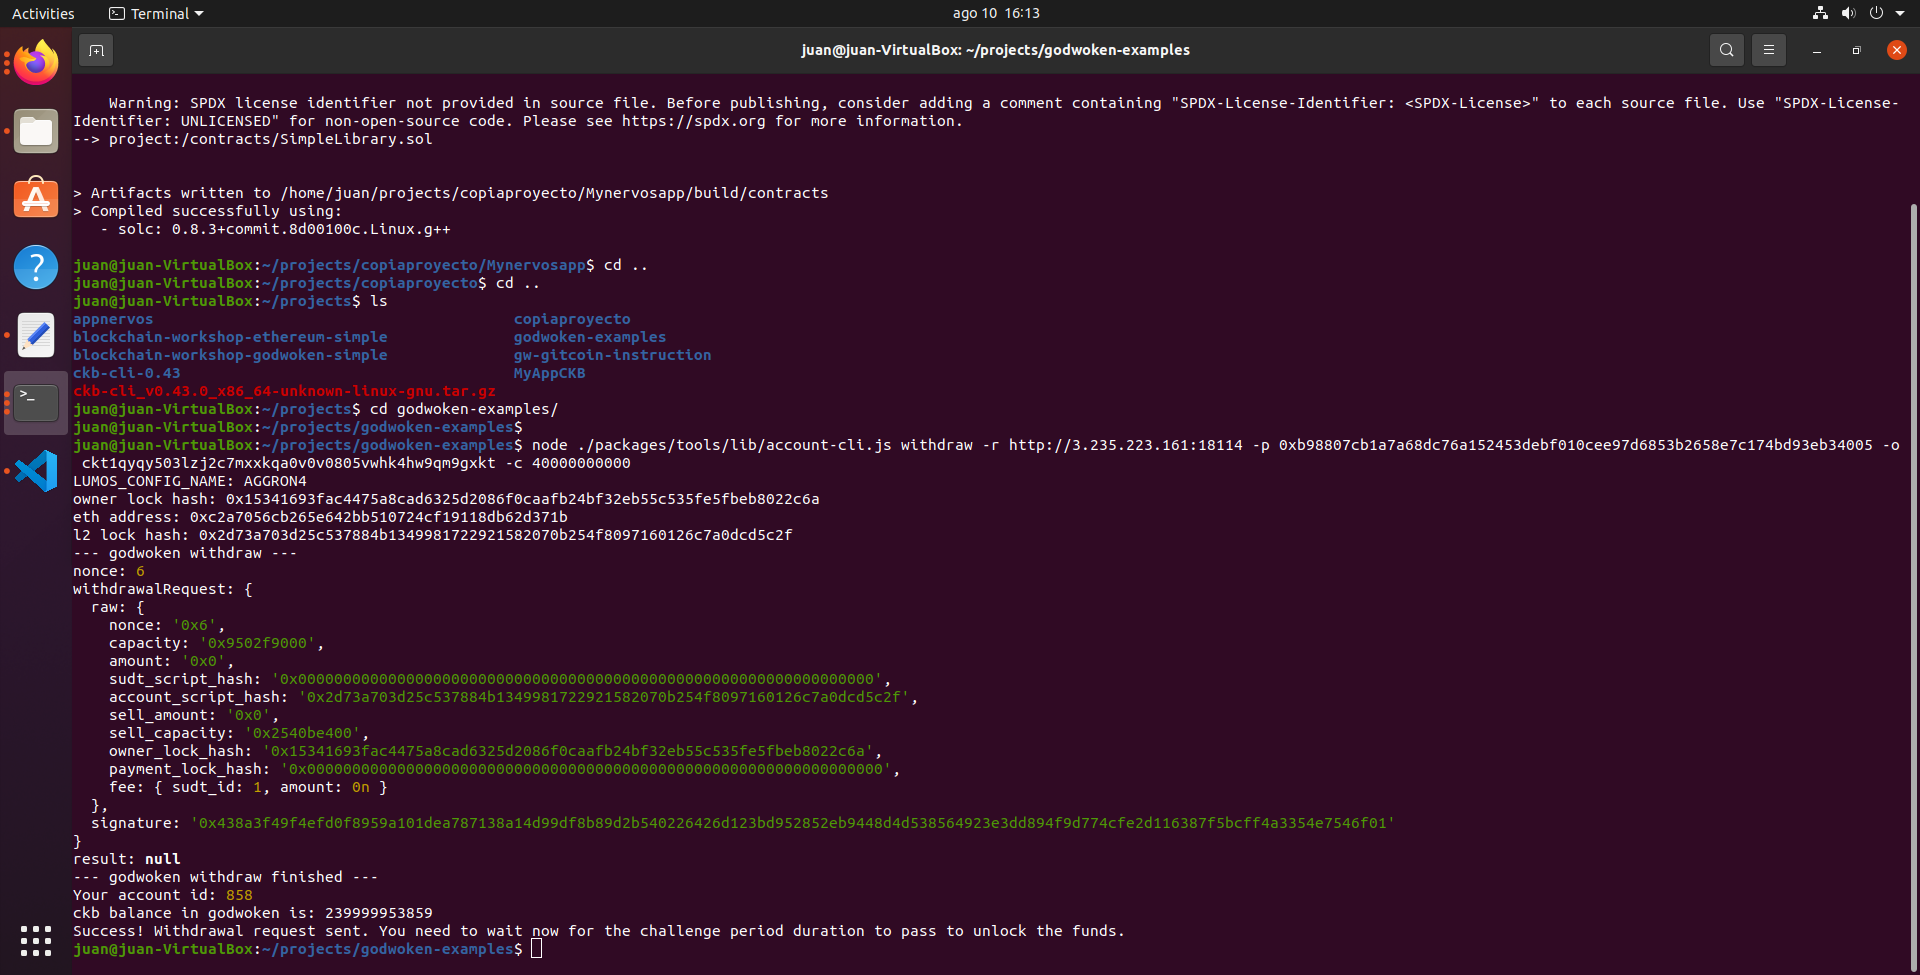 Activities
Terminal
ago 10 16:13
juan@juan-VirtualBox: ~/projects/godwoken-examples
Warning: SPDX license identifier not provided in source file. Before publishing, consider adding a comment containing "SPDX-License-Identifier: <SPDX-License>" to each source file. Use "SPDX-License-
Identifier: UNLICENSED" for non-open-source code. Please see https://spdx.org for more information.
--> project:/contracts/SimpleLibrary.sol
> Artifacts written to /home/juan/projects/copiaproyecto/Mynervosapp/build/contracts
> Compiled successfully using:
- solc: 0.8.3+commit.8d00100c.Linux.g++
juan@juan-VirtualBox:~/projects/copiaproyecto/Mynervosapp$ cd ..
juan@juan-VirtualBox:~/projects/copiaproyecto$ cd ..
juan@juan-VirtualBox:~/projects$ ls
appnervos copiaproyecto
blockchain-workshop-ethereum-simple godwoken-examples
blockchain-workshop-godwoken-simple gw-gitcoin-instruction
ckb-cli-0.43 MyAppCKB
ckb-cli_v0.43.0_x86_64-unknown-linux-gnu.tar.gz
juan@juan-VirtualBox:~/projects$ cd godwoken-examples/
juan@juan-VirtualBox:~/projects/godwoken-examples$
juan@juan-VirtualBox:~/projects/godwoken-examples$ node ./packages/tools/lib/account-cli.js withdraw -r http://3.235.223.161:18114 -p 0xb98807cb1a7a68dc76a152453debf010cee97d6853b2658e7c174bd93eb34005 -o
ckt1qyqy503lzj2c7mxxkqa0v0v0805vwhk4hw9qm9gxkt -c 40000000000
LUMOS_CONFIG_NAME: AGGRON4
owner lock hash: 0x15341693fac4475a8cad6325d2086f0caafb24bf32eb55c535fe5fbeb8022c6a
eth address: 0xc2a7056cb265e642bb510724cf19118db62d371b
l2 lock hash: 0x2d73a703d25c537884b1349981722921582070b254f8097160126c7a0dcd5c2f
--- godwoken withdraw ---
nonce: 6
withdrawalRequest: {
raw: {
nonce: '0x6',
capacity: '0x9502f9000',
amount: '0x0',
sudt_script_hash: '0x0000000000000000000000000000000000000000000000000000000000000000',
account_script_hash: '0x2d73a703d25c537884b1349981722921582070b254f8097160126c7a0dcd5c2f',
sell_amount: '0x0',
sell_capacity: '0x2540be400',
owner_lock_hash: '0x15341693fac4475a8cad6325d2086f0caafb24bf32eb55c535fe5fbeb8022c6a',
payment_lock_hash: '0x0000000000000000000000000000000000000000000000000000000000000000',
fee: { sudt_id: 1, amount: 0n }
},
signature: '0x438a3f49f4efd0f8959a101dea787138a14d99df8b89d2b540226426d123bd952852eb9448d4d538564923e3dd894f9d774cfe2d116387f5bcff4a3354e7546f01'
}
result: null
--- godwoken withdraw finished ---
Your account id: 858
ckb balance in godwoken is: 239999953859
Success! Withdrawal request sent. You need to wait now for the challenge period duration to pass to unlock the funds.
juan@juan-VirtualBox:~/projects/godwoken-examples$